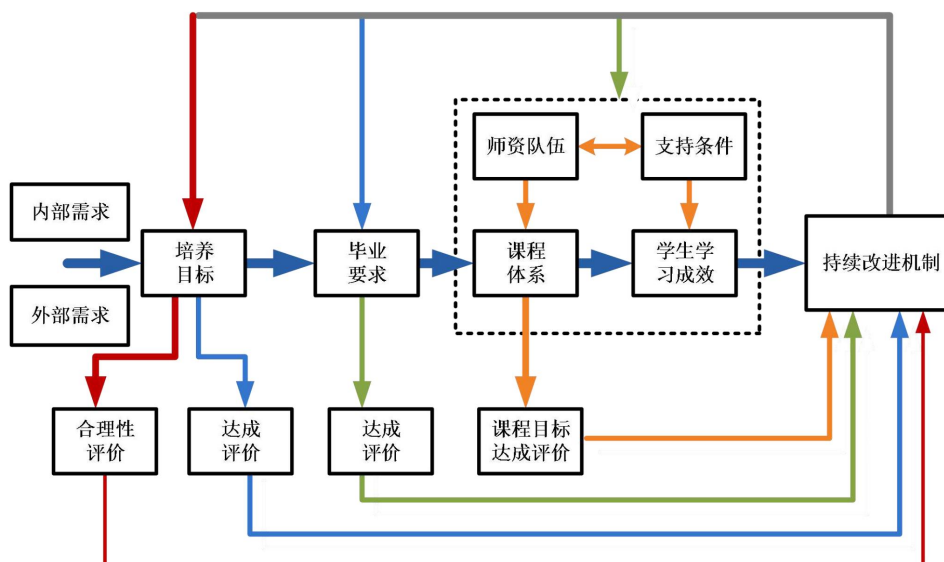 师资队伍
支持条件
内部需求
培养
目标
毕业
要求
课程
体系
学生学
习成效
持续改进机制
外部需求
合理性
评价
达成
评价
达成
评价
课程目标
达成评价